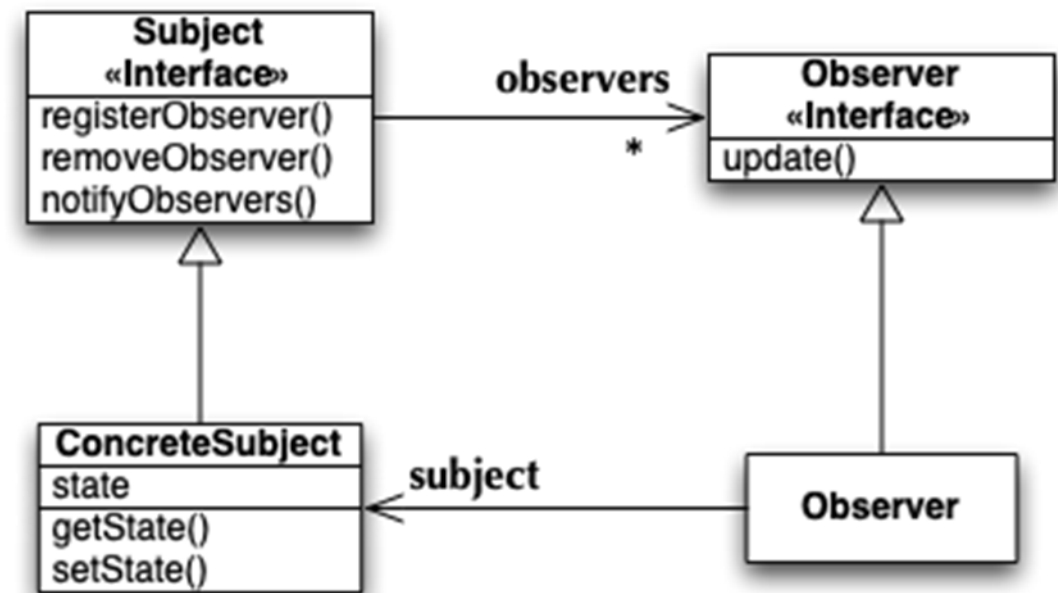 Subject
«Interface»
registerObserver()
removeObserver()
notifyObservers()
observers
*
Observer
«Interface»
update()
ConcreteSubject
state
getState()
setState()
subject
Observer